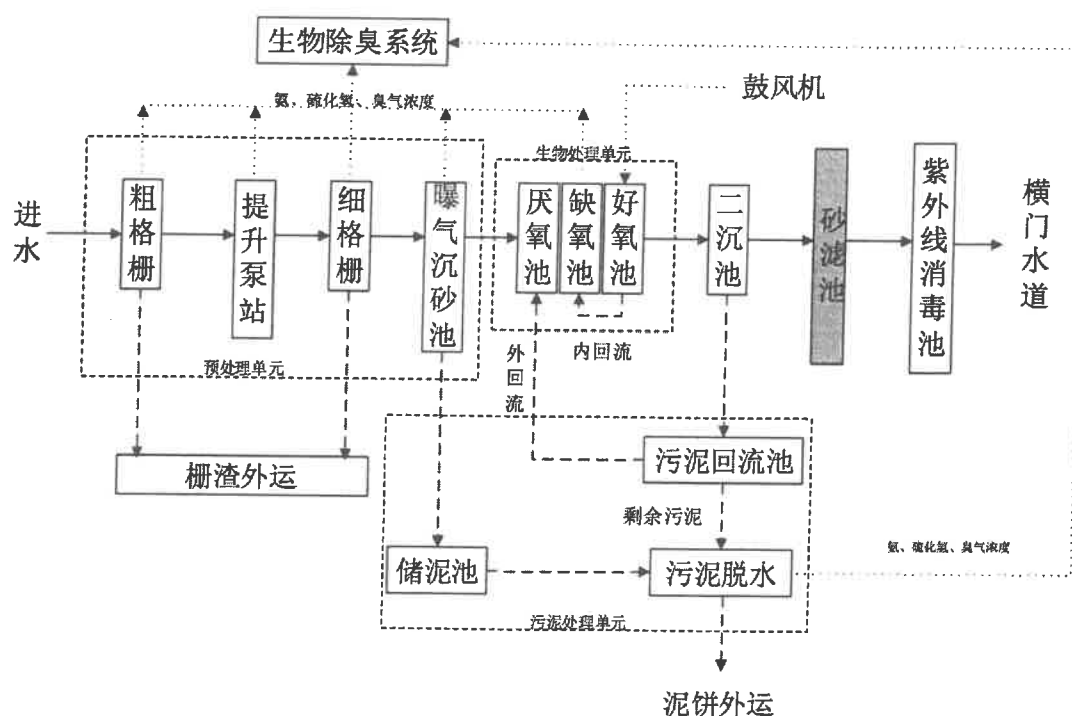 生物除臭系统
鼓风机
氨、硫化氢、臭气浓度
生物处理单元
进水
粗格栅
提升泵站
细格栅
曝气沉砂池
厌氧池
缺氧池
好氧池
二沉池
砂滤池
紫外线消毒池
横门水道
预处理单元
外回流
内回流
栅渣外运
污泥回流池
剩余污泥
氨、硫化氢、臭气浓度
储泥池
污泥脱水
污泥处理单元
泥饼外运